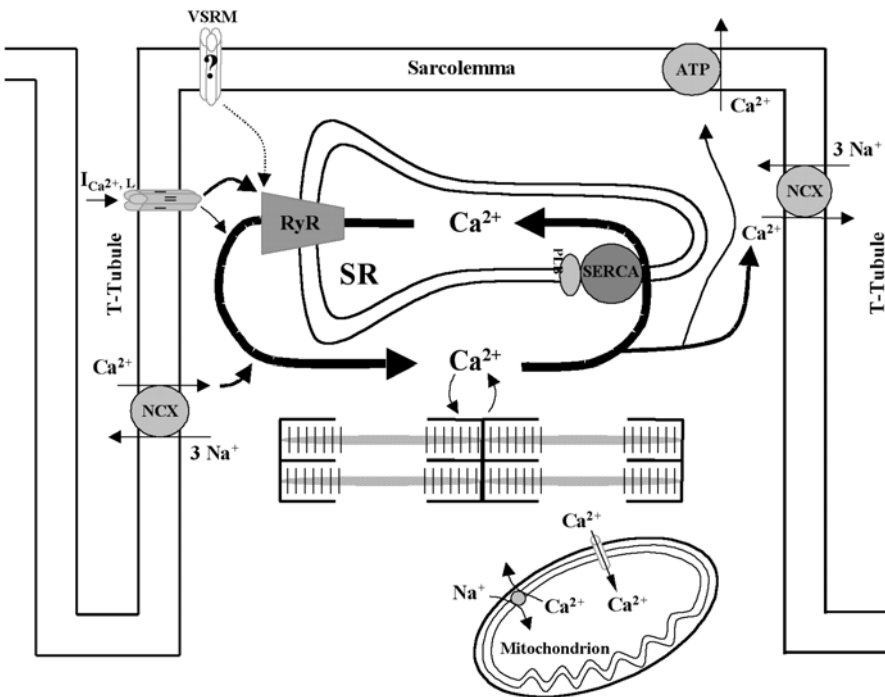 VSRM
?
Sarcolemma
ATP
Ca²⁺
I Ca²⁺, L
3 Na⁺
NCX
Ca²⁺
RyR
Ca²⁺
SR
PLB
SERCA
T-Tubule
T-Tubule
Ca²⁺
Ca²⁺
NCX
3 Na⁺
Ca²⁺
Na⁺
Ca²⁺
Ca²⁺
Mitochondrion